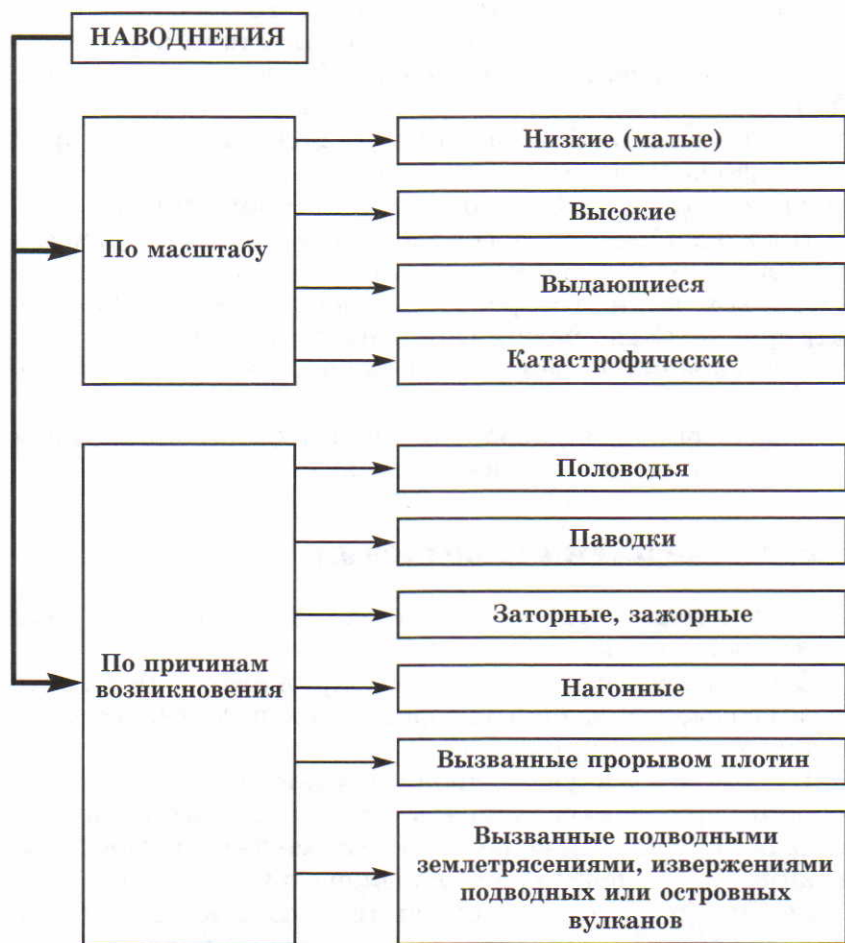 НАВОДНЕНИЯ
По масштабу
Низкие (малые)
Высокие
Выдающиеся
Катастрофические
По причинам
возникновения
Половодья
Паводки
Заторные, зажорные
Нагонные
Вызванные прорывом плотин
Вызванные подводными
землетрясениями, извержениями
подводных или островных
вулканов